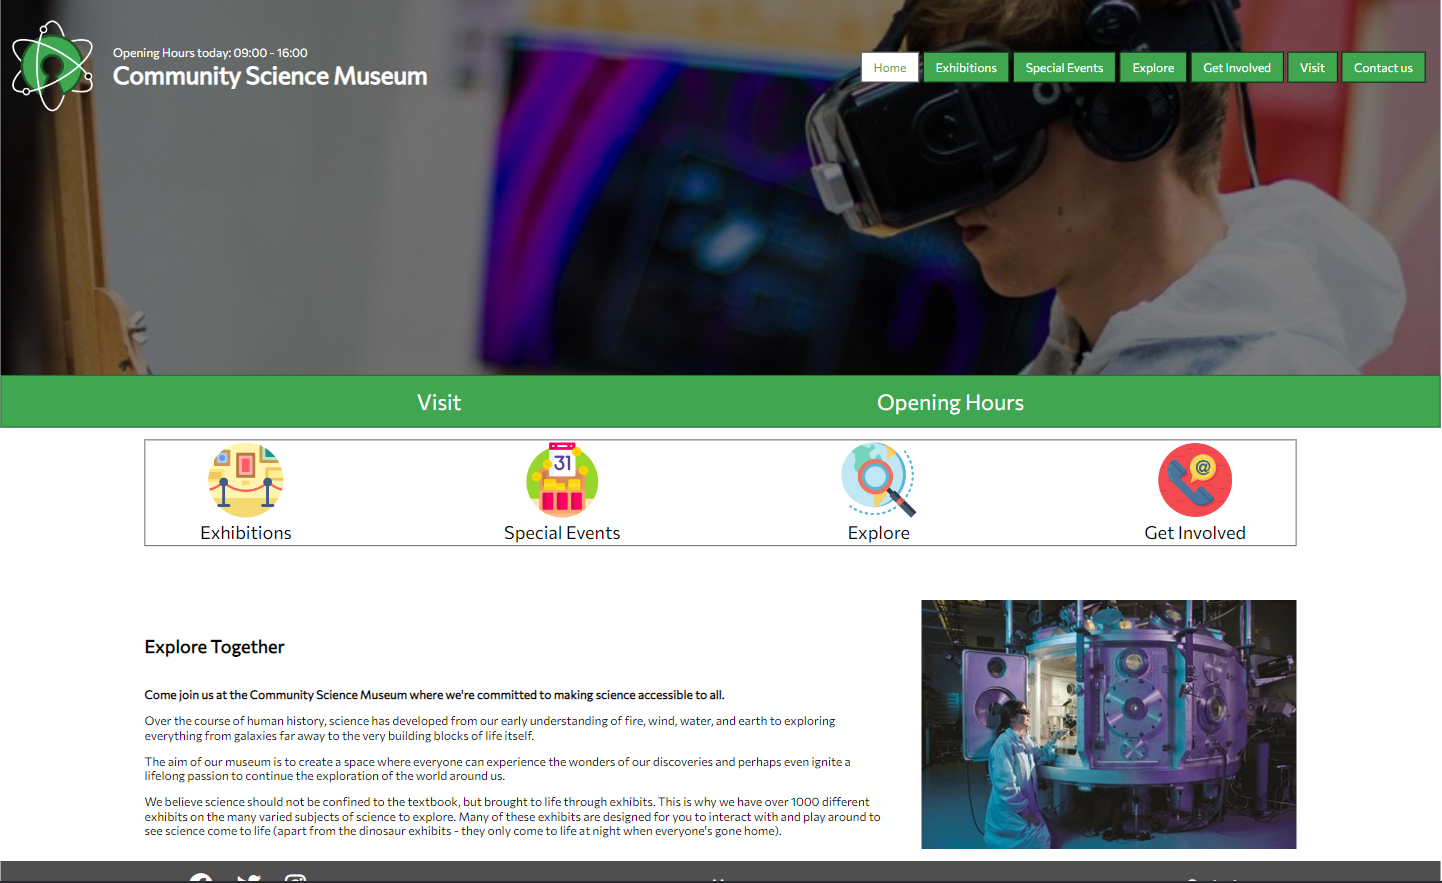 Opening Hours today: 09:00 - 16:00
Community Science Museum
Home
Exhibitions
Special Events
Explore
Get Involved
Visit
Contact us
Visit
Opening Hours
31
@
Exhibitions
Special Events
Explore
Get Involved
Explore Together
Come join us at the Community Science Museum where we're committed to making science accessible to all.
Over the course of human history, science has developed from our early understanding of fire, wind, water, and earth to exploring
everything from galaxies far away to the very building blocks of life itself.
The aim of our museum is to create a space where everyone can experience the wonders of our discoveries and perhaps even ignite a
lifelong passion to continue the exploration of the world around us.
We believe science should not be confined to the textbook, but brought to life through exhibits. This is why we have over 1000 different
exhibits on the many varied subjects of science to explore. Many of these exhibits are designed for you to interact with and play around to
see science come to life (apart from the dinosaur exhibits - they only come to life at night when everyone's gone home).